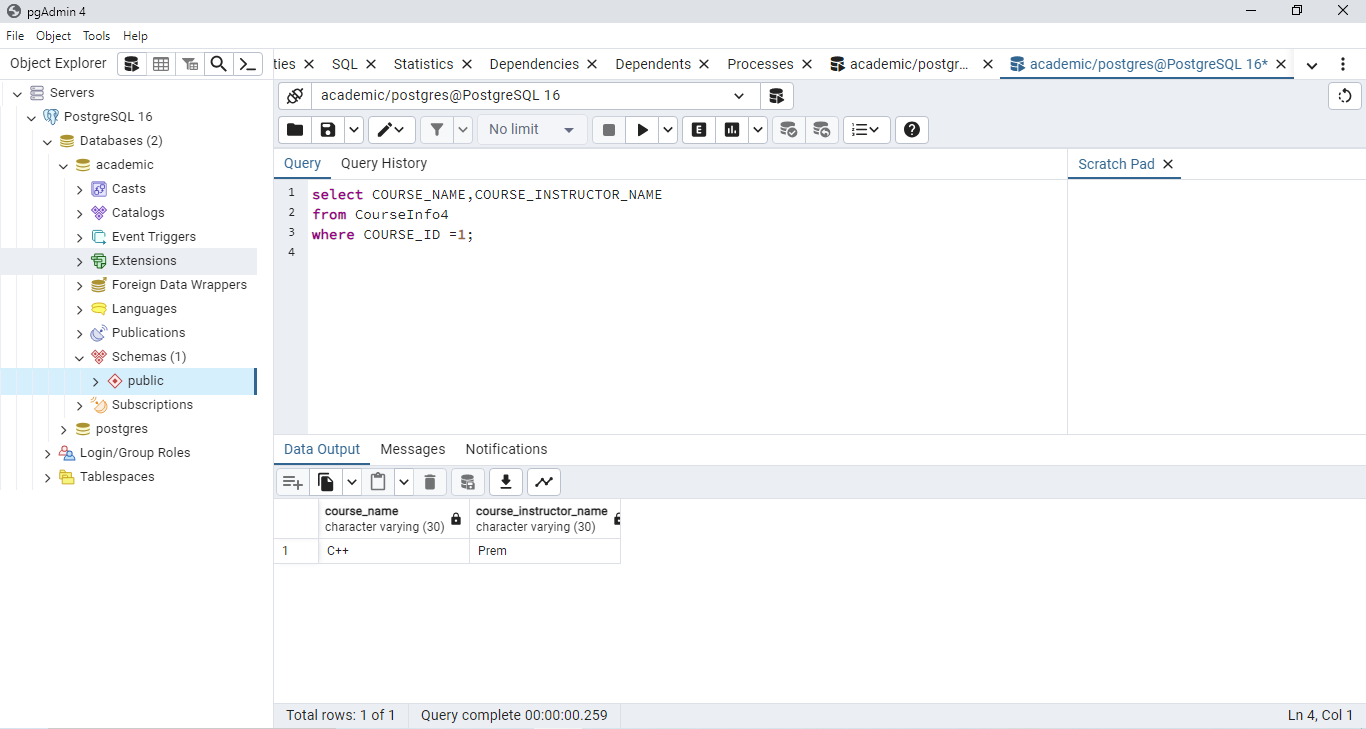 pgAdmin 4
File Object Tools Help
Object Explorer
ties SQL Statistics Dependencies Dependents Processes academic/postgr... academic/postgres@PostgreSQL 16*
Servers
PostgreSQL 16
Databases (2)
academic
Casts
Catalogs
Event Triggers
Extensions
Foreign Data Wrappers
Languages
Publications
Schemas (1)
public
Subscriptions
postgres
Login/Group Roles
Tablespaces
academic/postgres@PostgreSQL 16
No limit
E
Query Query History
Scratch Pad
1 select COURSE_NAME,COURSE_INSTRUCTOR_NAME
2 from CourseInfo4
3 where COURSE_ID =1;
4
Data Output Messages Notifications
course_name course_instructor_name
character varying (30) character varying (30)
1 C++ Prem
Total rows: 1 of 1 Query complete 00:00:00.259 Ln 4, Col 1